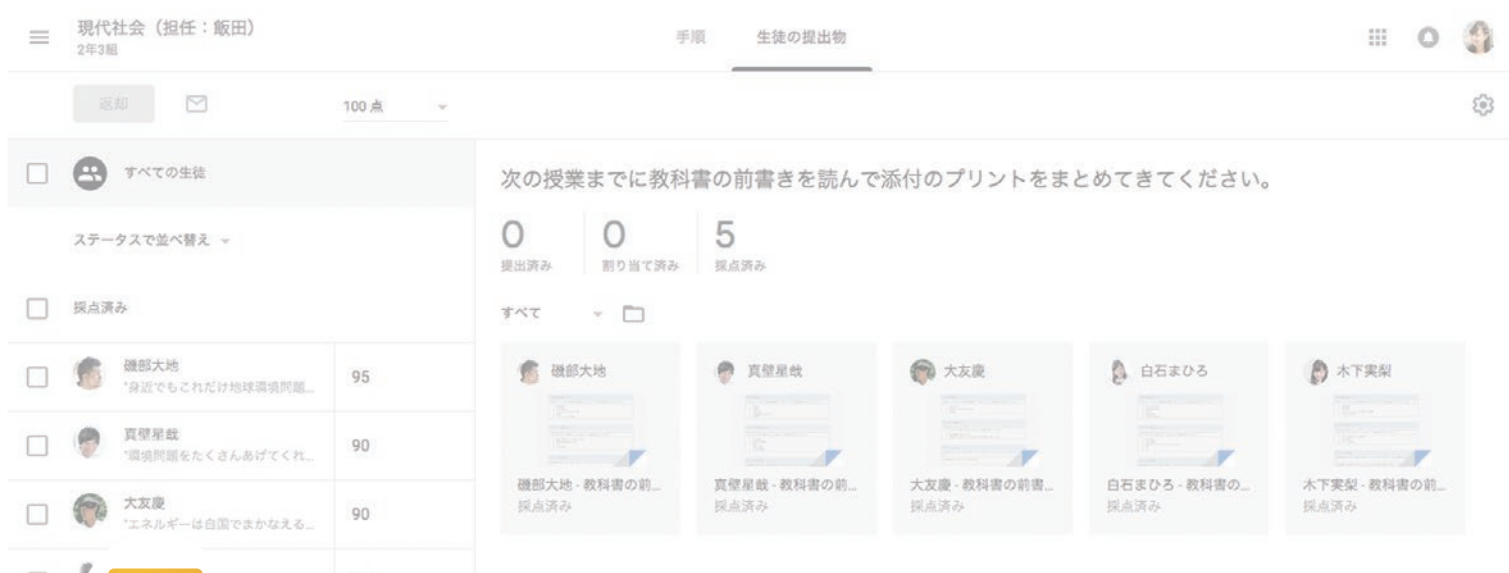 現代社会（担任：飯田）
2年3組
手順
生徒の提出物
返却
100 点
すべての生徒
ステータスで並べ替え
採点済み
磯部大地
"身近でもこれだけ地球環境問題...
95
真壁星哉
"環境問題をたくさんあげてくれ...
90
大友慶
"エネルギーは自国でまかなえる...
90
次の授業までに教科書の前書きを読んで添付のプリントをまとめてきてください。
0
提出済み
0
割り当て済み
5
採点済み
すべて
磯部大地
磯部大地 - 教科書の前...
採点済み
真壁星哉
真壁星哉 - 教科書の前...
採点済み
大友慶
大友慶 - 教科書の前書...
採点済み
白石まひろ
白石まひろ - 教科書の...
採点済み
木下実梨
木下実梨 - 教科書の前...
採点済み